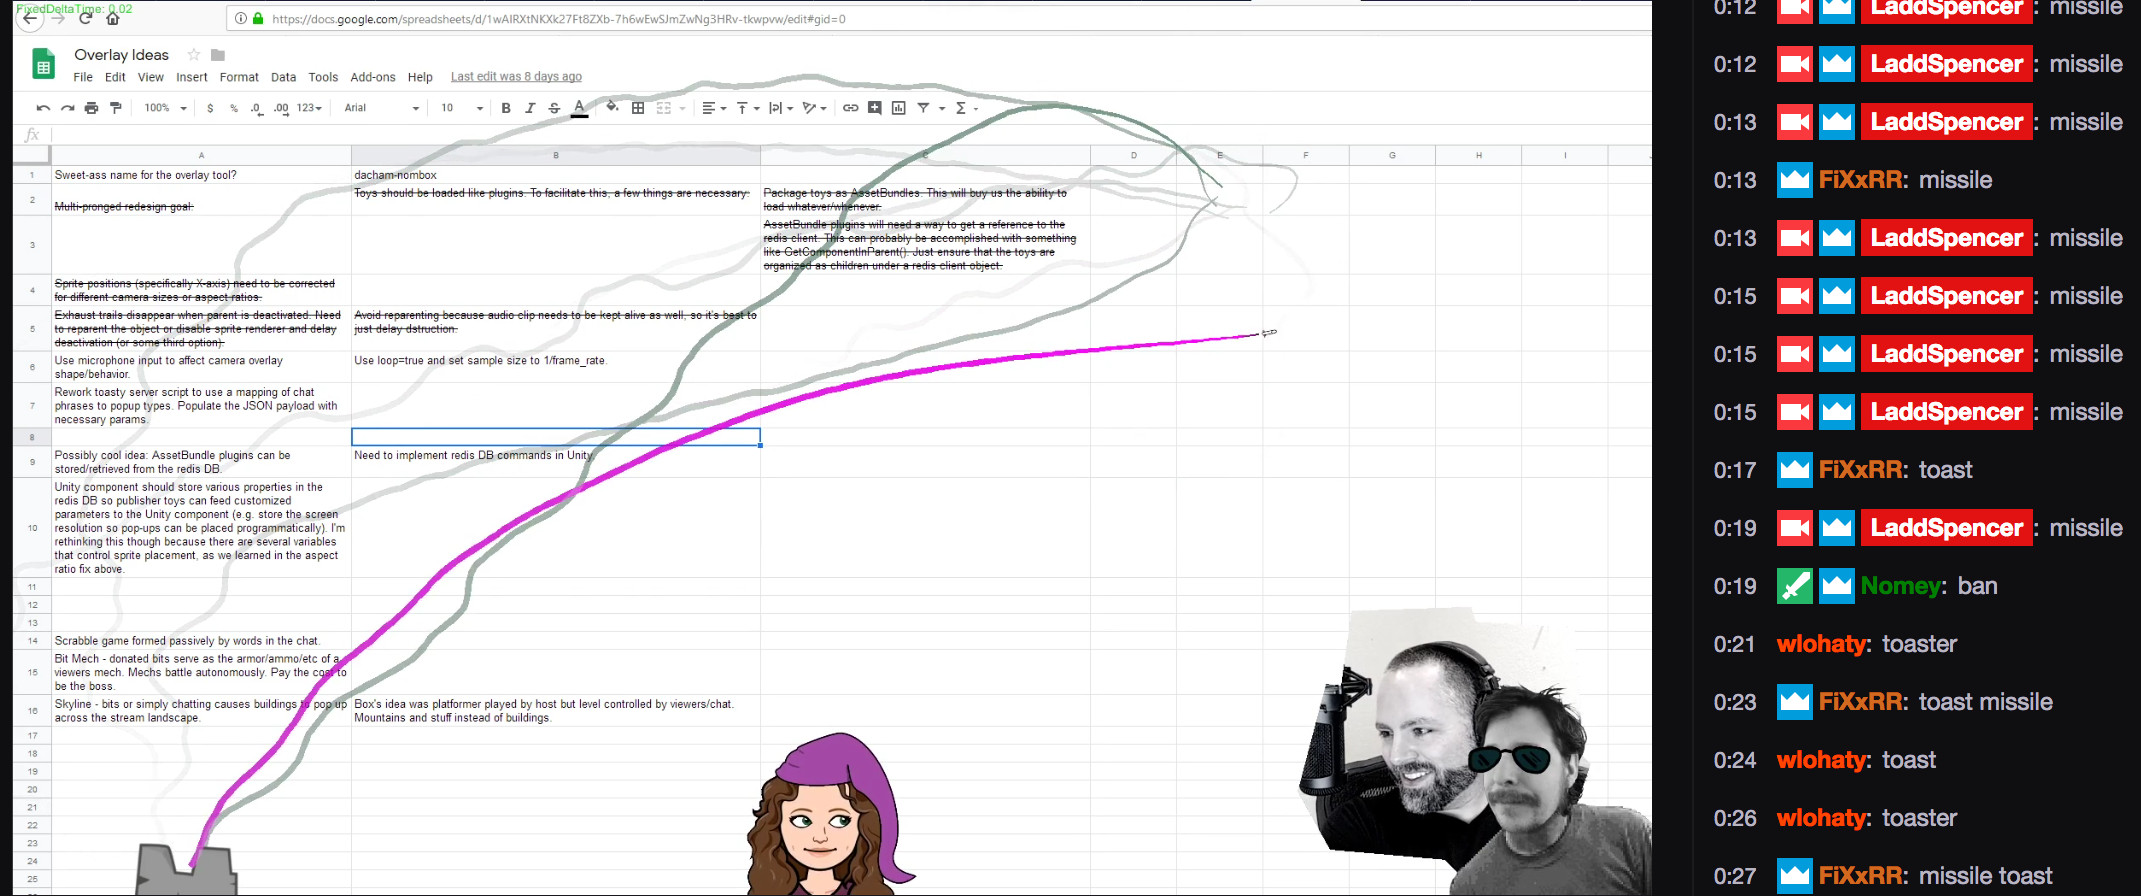 FixedDeltaTime: 0.02
https://docs.google.com/spreadsheets/d/1wAIRXtNKXk27Ft8ZXb-7h6wEwSJmZwNg3HRv-tkwpvw/edit#gid=0
Overlay Ideas
File Edit View Insert Format Data Tools Add-ons Help Last edit was 8 days ago
100% $ % .0 .00 123 Arial 10 B I S A
fx
A B C D E F G H I
1 Sweet-ass name for the overlay tool? dacham-nombox
2 Multi-pronged redesign goal:
Toys should be loaded like plugins. To facilitate this, a few things are necessary:
Package toys as AssetBundles. This will buy us the ability to
load whatever/whenever.
3
AssetBundle plugins will need a way to get a reference to the
redis client. This can probably be accomplished with something
like GetComponentInParent(). Just ensure that the toys are
organized as children under a redis client object.
4
Sprite positions (specifically X-axis) need to be corrected
for different camera sizes or aspect ratios.
5
Exhaust trails disappear when parent is deactivated. Need
to reparent the object or disable sprite renderer and delay
deactivation (or some third option).
Avoid reparenting because audio clip needs to be kept alive as well, so it's best to
just delay dstruction.
6
Use microphone input to affect camera overlay
shape/behavior.
Use loop=true and set sample size to 1/frame_rate.
7
Rework toasty server script to use a mapping of chat
phrases to popup types. Populate the JSON payload with
necessary params.
8
9
Possibly cool idea: AssetBundle plugins can be
stored/retrieved from the redis DB.
Need to implement redis DB commands in Unity.
10
Unity component should store various properties in the
redis DB so publisher toys can feed customized
parameters to the Unity component (e.g. store the screen
resolution so pop-ups can be placed programmatically). I'm
rethinking this though because there are several variables
that control sprite placement, as we learned in the aspect
ratio fix above.
11
12
13
14 Scrabble game formed passively by words in the chat.
15
Bit Mech - donated bits serve as the armor/ammo/etc of a
viewers mech. Mechs battle autonomously. Pay the cost to
be the boss.
16
Skyline - bits or simply chatting causes buildings to pop up
across the stream landscape.
Box's idea was platformer played by host but level controlled by viewers/chat.
Mountains and stuff instead of buildings.
17
18
19
20
21
22
23
24
25
0:12 LaddSpencer: missile
0:12 LaddSpencer: missile
0:13 LaddSpencer: missile
0:13 FiXxRR: missile
0:13 LaddSpencer: missile
0:15 LaddSpencer: missile
0:15 LaddSpencer: missile
0:15 LaddSpencer: missile
0:17 FiXxRR: toast
0:19 LaddSpencer: missile
0:19 Nomey: ban
0:21 wlohaty: toaster
0:23 FiXxRR: toast missile
0:24 wlohaty: toast
0:26 wlohaty: toaster
0:27 FiXxRR: missile toast